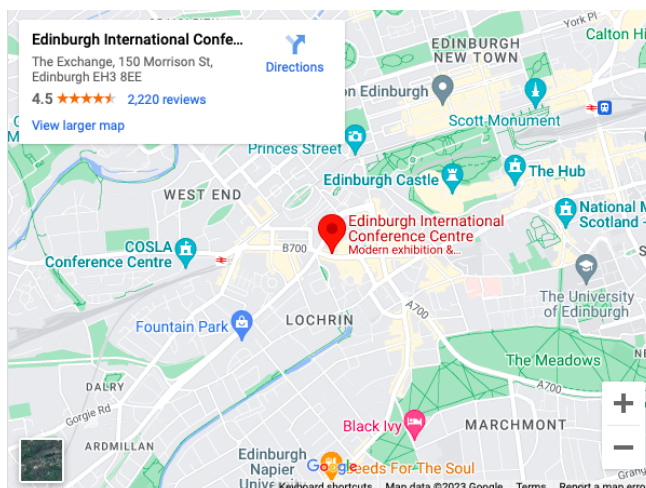 Edinburgh International Confe...
The Exchange, 150 Morrison St,
Edinburgh EH3 8EE
Directions
4.5
2,220 reviews
View larger map
York Pl
Calton Hi
EDINBURGH
NEW TOWN
on Edinburgh
Scott Monument
Princes Street
The Hub
Edinburgh Castle
WEST END
National M
Scotland -
Edinburgh International
Conference Centre
Modern exhibition &...
COSLA
Conference Centre
B700
The University
of Edinburgh
A700
LOCHRIN
Fountain Park
The Meadows
A700
DALRY
Gorgie Rd
Black Ivy
MARCHMONT
ARDMILLAN
Edinburgh
Napier
Unive
Google
Seeds For The Soul
Keyboard shortcuts
Map data ©2023 Google
Terms
Report a map erro